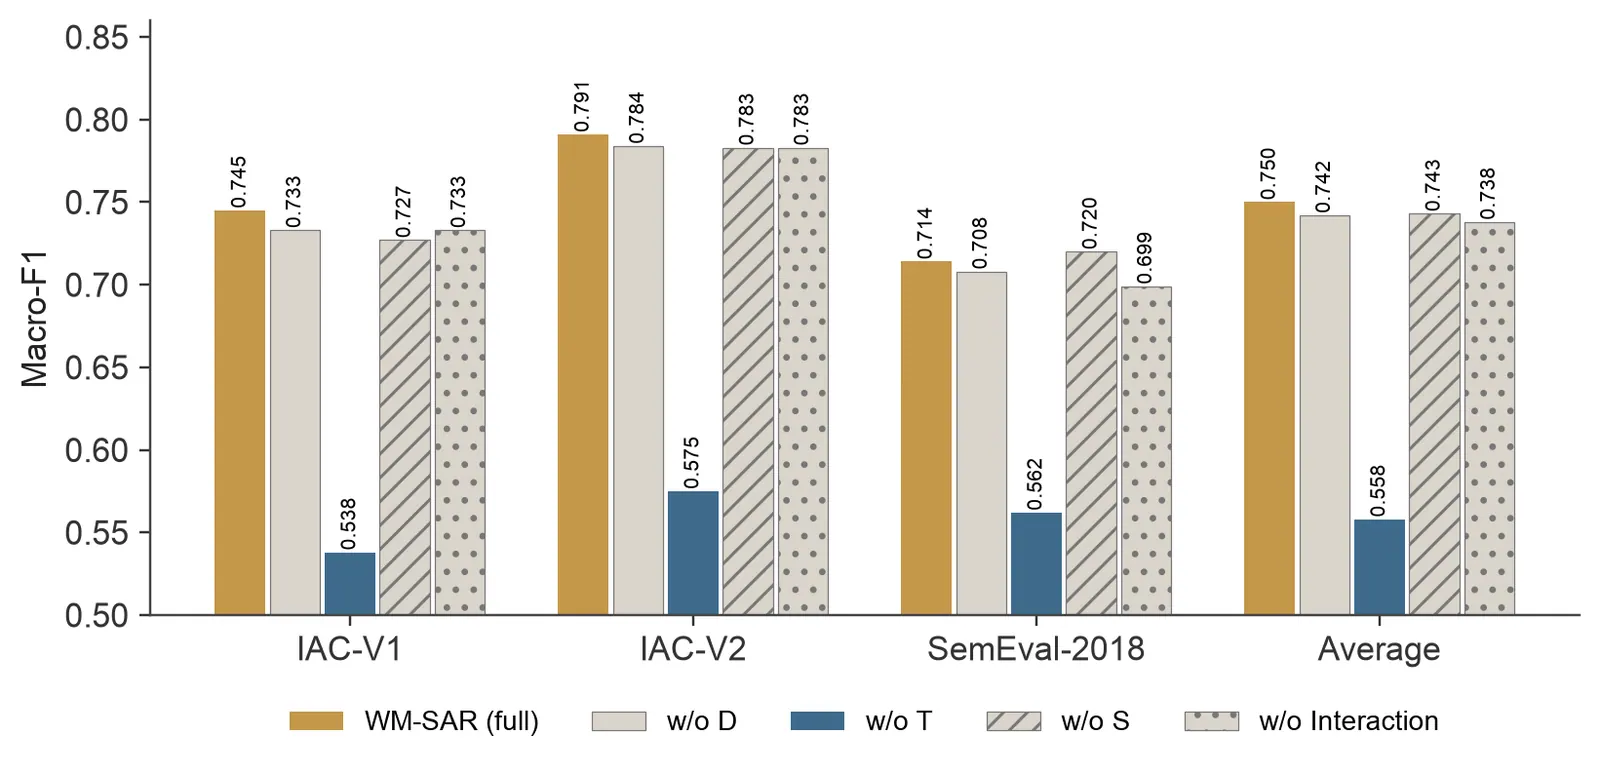 0.85
0.80
0.75
0.70
0.65
0.60
0.55
0.50
Macro-F1
0.745
0.733
0.538
0.727
0.733
0.791
0.784
0.575
0.783
0.783
0.714
0.708
0.562
0.720
0.699
0.750
0.742
0.558
0.743
0.738
IAC-V1
IAC-V2
SemEval-2018
Average
WM-SAR (full)
w/o D
w/o T
w/o S
w/o Interaction